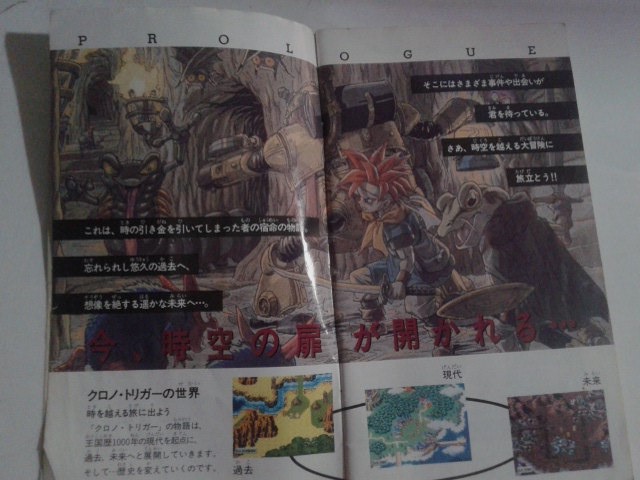 PROLOGUE
これは、時の引き金を引いてしまった者の宿命の物語。
忘れられし悠久の過去へ、
想像を絶する遥かな未来へ…。
そこにはさまざま事件や出会いが
君を待っている。
さあ、時空を越える大冒険に
旅立とう!!
今、時空の扉が開かれる…
クロノ・トリガーの世界
時を越える旅に出よう
「クロノ・トリガー」の物語は、
王国歴1000年の現代を起点に、
過去、未来へと展開していきます。
そして…歴史を変えていくのです。
過去
現代
未来